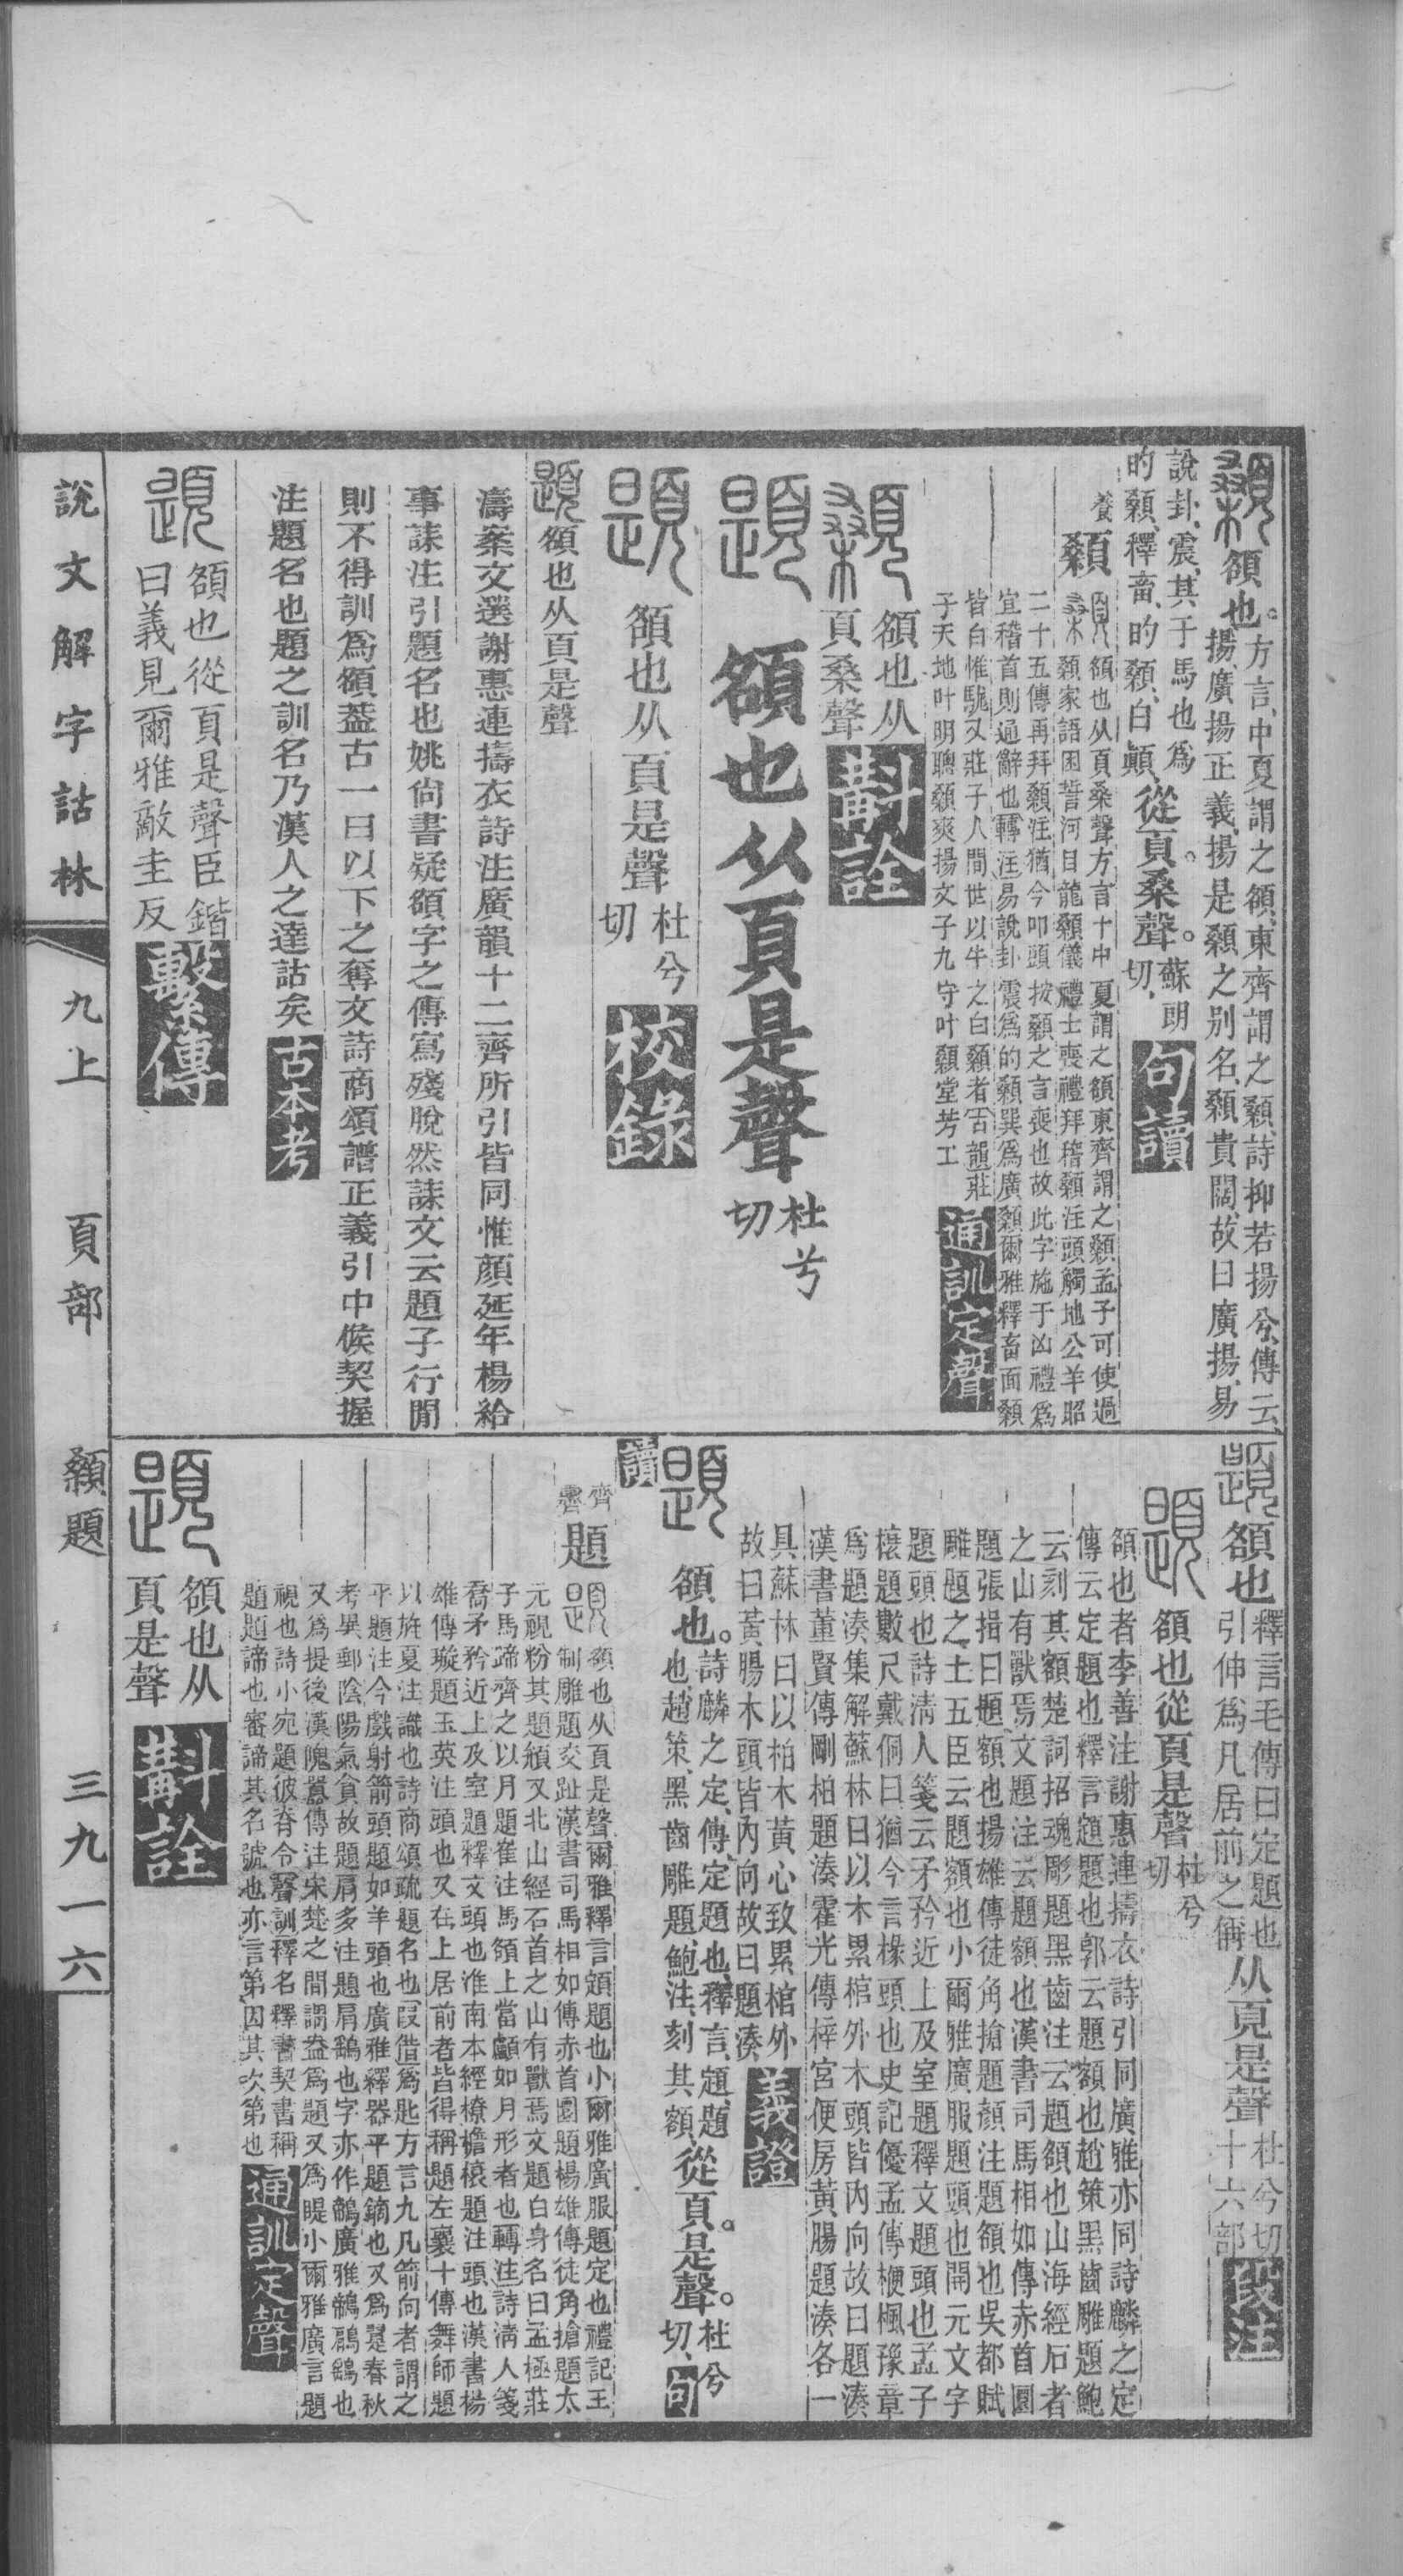 顙 頟也。方言、中夏謂之頟、東齊謂之顙、詩抑若揚兮、傳云、
揚、廣揚、正義、揚是顙之別名、顙貴闊、故曰廣揚、易
說卦、震、其于馬也、爲
的顙、釋畜、的顙、白顛、從頁。桑聲。蘇朗切、句讀
養
顙 頟也从頁桑聲方言十中夏謂之頟東齊謂之顙孟子可使過
顙家語困誓河目龍顙儀禮士喪禮拜稽顙注頭觸地公羊昭
二十五傳再拜顙注猶今叩頭按顙之言喪也故此字施于凶禮爲
宜稽首則通辭也轉注易說卦震爲的顙巽爲廣顙爾雅釋畜面顙
皆白惟駹又莊子人間世以牛之白顙者古韻莊
子天地叶明聰顙爽揚文子九守叶顙堂芳工 通訓定聲
顙 頟也从
頁桑聲 斠詮
題 頟也从頁是聲 杜兮切
題 頟也从頁是聲 杜兮切 校錄
題 頟也从頁是聲
濤案文選謝惠連擣衣詩注廣韻十二齊所引皆同惟顏延年楊給
事誄注引題名也姚尙書疑頟字之傳寫殘脫然誄文云題子行閒
則不得訓爲頟葢古一曰以下之奪文詩商頌譜正義引中候契握
注題名也題之訓名乃漢人之達詁矣 古本考
題 頟也從頁是聲臣鍇
曰義見爾雅敵圭反 繫傳
題 頟也 釋言毛傳曰定題也
引伸爲凡居前之偁 从頁是聲 杜兮切十六部 段注
題 頟也從頁是聲 杜兮切
頟也者李善注謝惠連擣衣詩引同廣雅亦同詩麟之定
傳云定題也釋言顁題也郭云題額也趙策黑齒雕題鮑
云刻其額楚詞招魂彫題黑齒注云題頟也山海經石者
之山有獸焉文題注云題額也漢書司馬相如傳赤首圜
題張揖曰題額也揚雄傳徒角搶題顏注題額也吳都賦
雕題之士五臣云題額也小爾雅廣服題頭也開元文字
題頭也詩清人箋云矛矜近上及室題釋文題頭也孟子
榱題數尺戴侗曰猶今言椽頭也史記優孟傳楩楓豫章
爲題湊集解蘇林曰以木累棺外木頭皆內向故曰題湊
漢書董賢傳剛柏題湊霍光傳梓宮便房黃腸題湊各一
具蘇林曰以柏木黃心致累棺外
故曰黃腸木頭皆內向故曰題湊 義證
題 頟也。詩麟之定、傳、定題也、釋言、顁、題
也、趙策、黑齒雕題、鮑注、刻其額、從頁。是聲。杜兮切、句
讀
齊
題 頟也从頁是聲爾雅釋言顁題也小爾雅廣服題定也禮記王
制雕題交趾漢書司馬相如傳赤首圜題楊雄傳徒角搶題太
元視粉其題頯又北山經石首之山有獸焉文題白身名曰孟極莊
子馬蹄齊之以月題崔注馬頟上當顱如月形者也轉注詩清人箋
喬矛矜近上及室題釋文頭也淮南本經橑檐榱題注頭也漢書楊
雄傳璇題玉英注頭也又在上居前者皆得稱題左襄十傳舞師題
以旌夏注識也詩商頌疏題名也叚借爲匙方言九凡箭向者謂之
平題注今戲射箭頭題如羊頭也廣雅釋器平題鏑也又爲䟗春秋
考異郵陰陽氣貪故題肩多注題肩鷂也字亦作鶗廣雅鶗鴡鷂也
又爲提後漢隗囂傳注宋楚之間謂盎爲題又爲睼小爾雅廣言題
視也詩小宛題彼脊令聲訓釋名釋書契書稱
題題諦也審諦其名號也亦言第因其次第也 通訓定聲
題 頟也从
頁是聲 斠詮
說文解字詁林
九上
頁部
顙題
三九一六